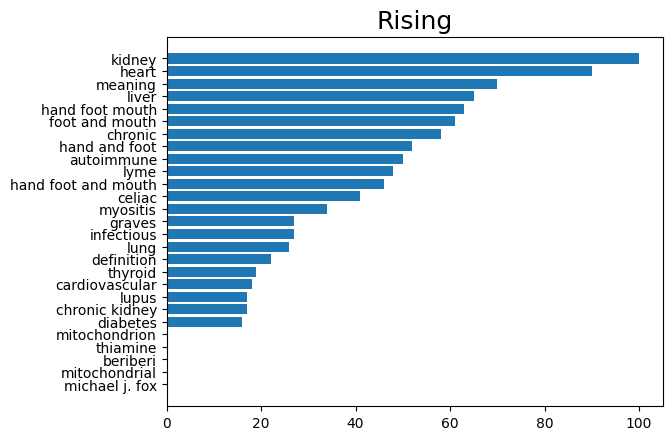 Rising
kidney
heart
meaning
liver
hand foot mouth
foot and mouth
chronic
hand and foot
autoimmune
lyme
hand foot and mouth
celiac
myositis
graves
infectious
lung
definition
thyroid
cardiovascular
lupus
chronic kidney
diabetes
mitochondrion
thiamine
beriberi
mitochondrial
michael j. fox
0 20 40 60 80 100